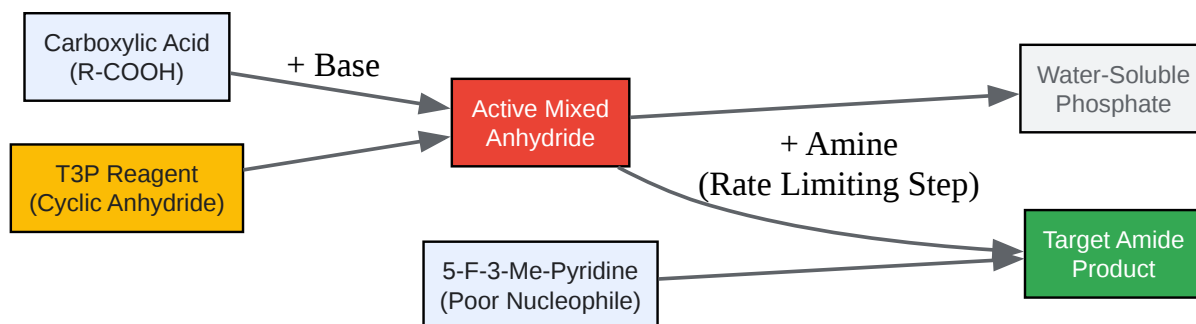 Carboxylic Acid
(R-COOH)
+ Base
T3P Reagent
(Cyclic Anhydride)
Active Mixed
Anhydride
Water-Soluble
Phosphate
+ Amine
(Rate Limiting Step)
5-F-3-Me-Pyridine
(Poor Nucleophile)
Target Amide
Product